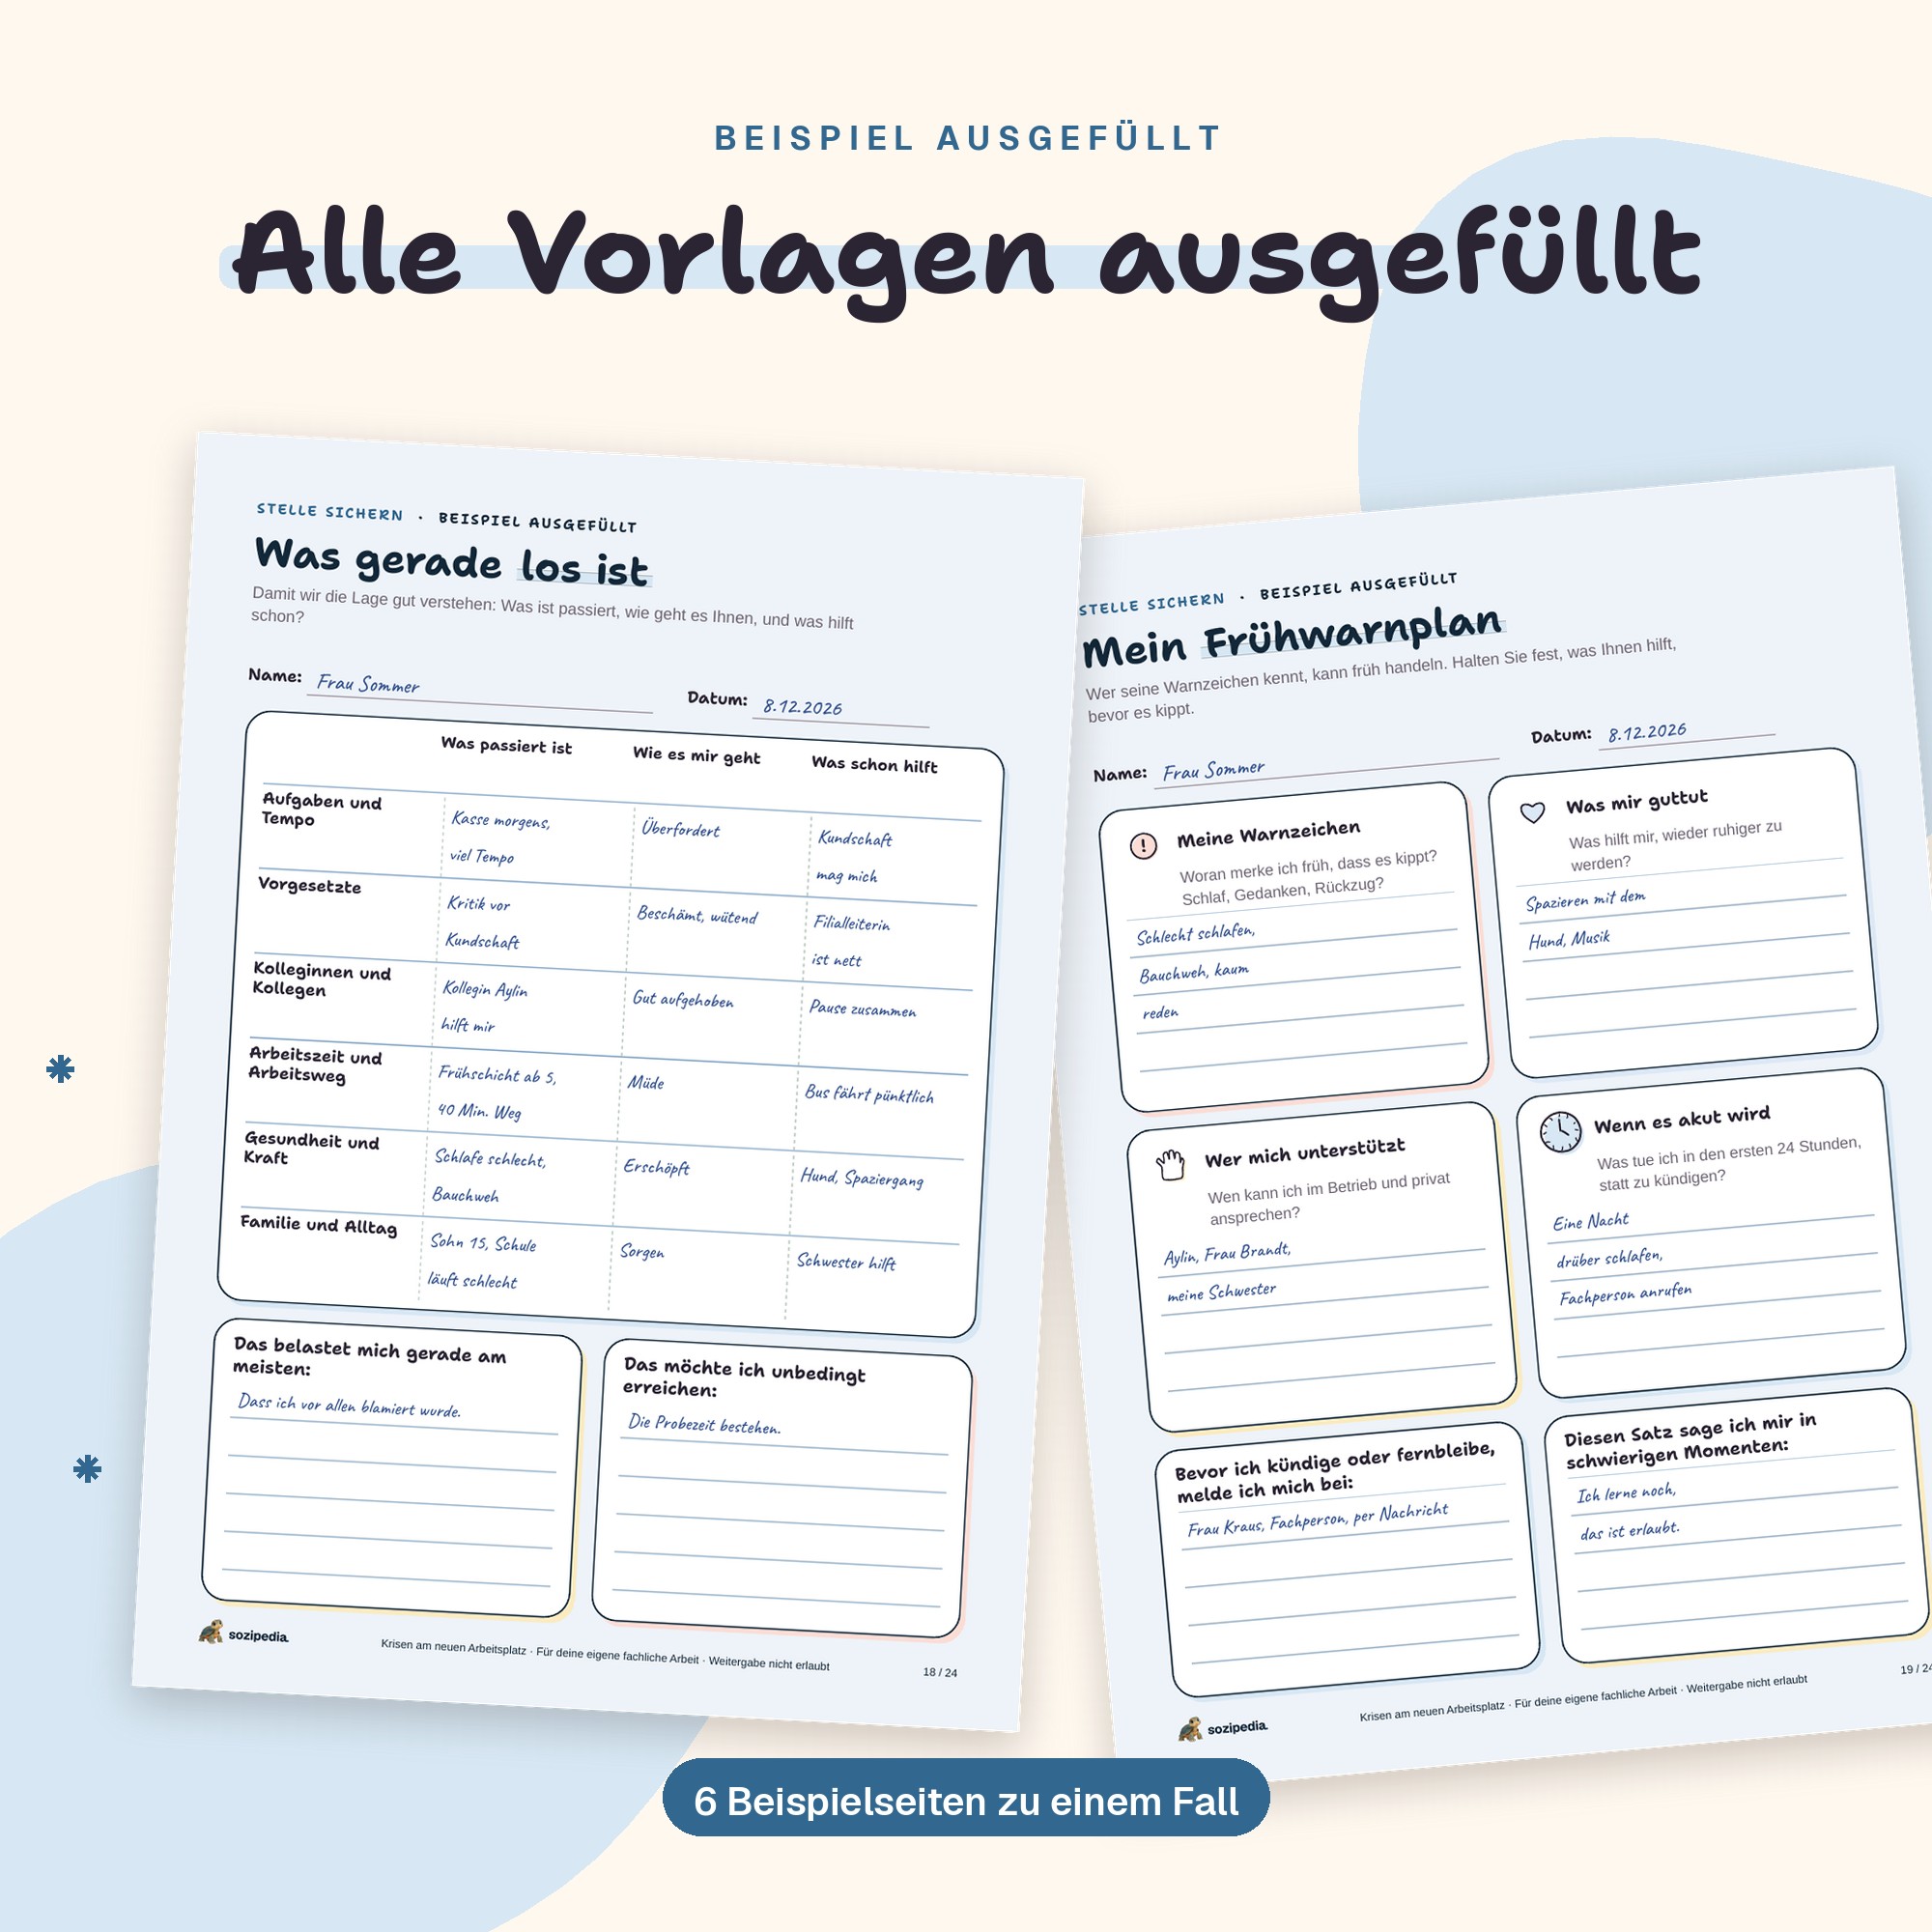 BEISPIEL AUSGEFÜLLT
Alle Vorlagen ausgefüllt
STELLE SICHERN · BEISPIEL AUSGEFÜLLT
Was gerade los ist
Damit wir die Lage gut verstehen: Was ist passiert, wie geht es Ihnen, und was hilft
schon?
Name: Frau Sommer Datum: 8.12.2026
Was passiert ist Wie es mir geht Was schon hilft
Aufgaben und
Tempo
Kasse morgens,
viel Tempo
Überfordert
Kundschaft
mag mich
Vorgesetzte
Kritik vor
Kundschaft
Beschämt, wütend
Filialleiterin
ist nett
Kolleginnen und
Kollegen
Kollegin Aylin
hilft mir
Gut aufgehoben
Pause zusammen
Arbeitszeit und
Arbeitsweg
Frühschicht ab 5,
40 Min. Weg
Müde
Bus fährt pünktlich
Gesundheit und
Kraft
Schlafe schlecht,
Bauchweh
Erschöpft
Hund, Spaziergang
Familie und Alltag
Sohn 15, Schule
läuft schlecht
Sorgen
Schwester hilft
Das belastet mich gerade am
meisten:
Dass ich vor allen blamiert wurde.
Das möchte ich unbedingt
erreichen:
Die Probezeit bestehen.
sozipedia.
Krisen am neuen Arbeitsplatz · Für deine eigene fachliche Arbeit · Weitergabe nicht erlaubt
18 / 24
STELLE SICHERN · BEISPIEL AUSGEFÜLLT
Mein Frühwarnplan
Wer seine Warnzeichen kennt, kann früh handeln. Halten Sie fest, was Ihnen hilft,
bevor es kippt.
Name: Frau Sommer Datum: 8.12.2026
Meine Warnzeichen
Woran merke ich früh, dass es kippt?
Schlaf, Gedanken, Rückzug?
Schlecht schlafen,
Bauchweh, kaum
reden
Was mir guttut
Was hilft mir, wieder ruhiger zu
werden?
Spazieren mit dem
Hund, Musik
Wer mich unterstützt
Wen kann ich im Betrieb und privat
ansprechen?
Aylin, Frau Brandt,
meine Schwester
Wenn es akut wird
Was tue ich in den ersten 24 Stunden,
statt zu kündigen?
Eine Nacht
drüber schlafen,
Fachperson anrufen
Bevor ich kündige oder fernbleibe,
melde ich mich bei:
Frau Kraus, Fachperson, per Nachricht
Diesen Satz sage ich mir in
schwierigen Momenten:
Ich lerne noch,
das ist erlaubt.
sozipedia.
Krisen am neuen Arbeitsplatz · Für deine eigene fachliche Arbeit · Weitergabe nicht erlaubt
19 / 24
6 Beispielseiten zu einem Fall